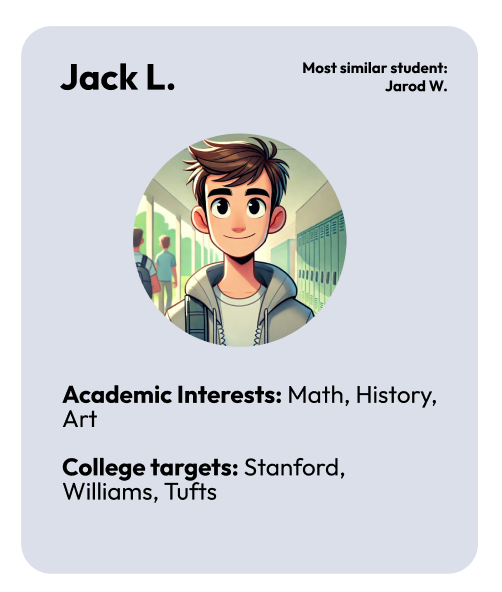 Jack L.
Most similar student:
Jarod W.
Academic Interests: Math, History,
Art
College targets: Stanford,
Williams, Tufts